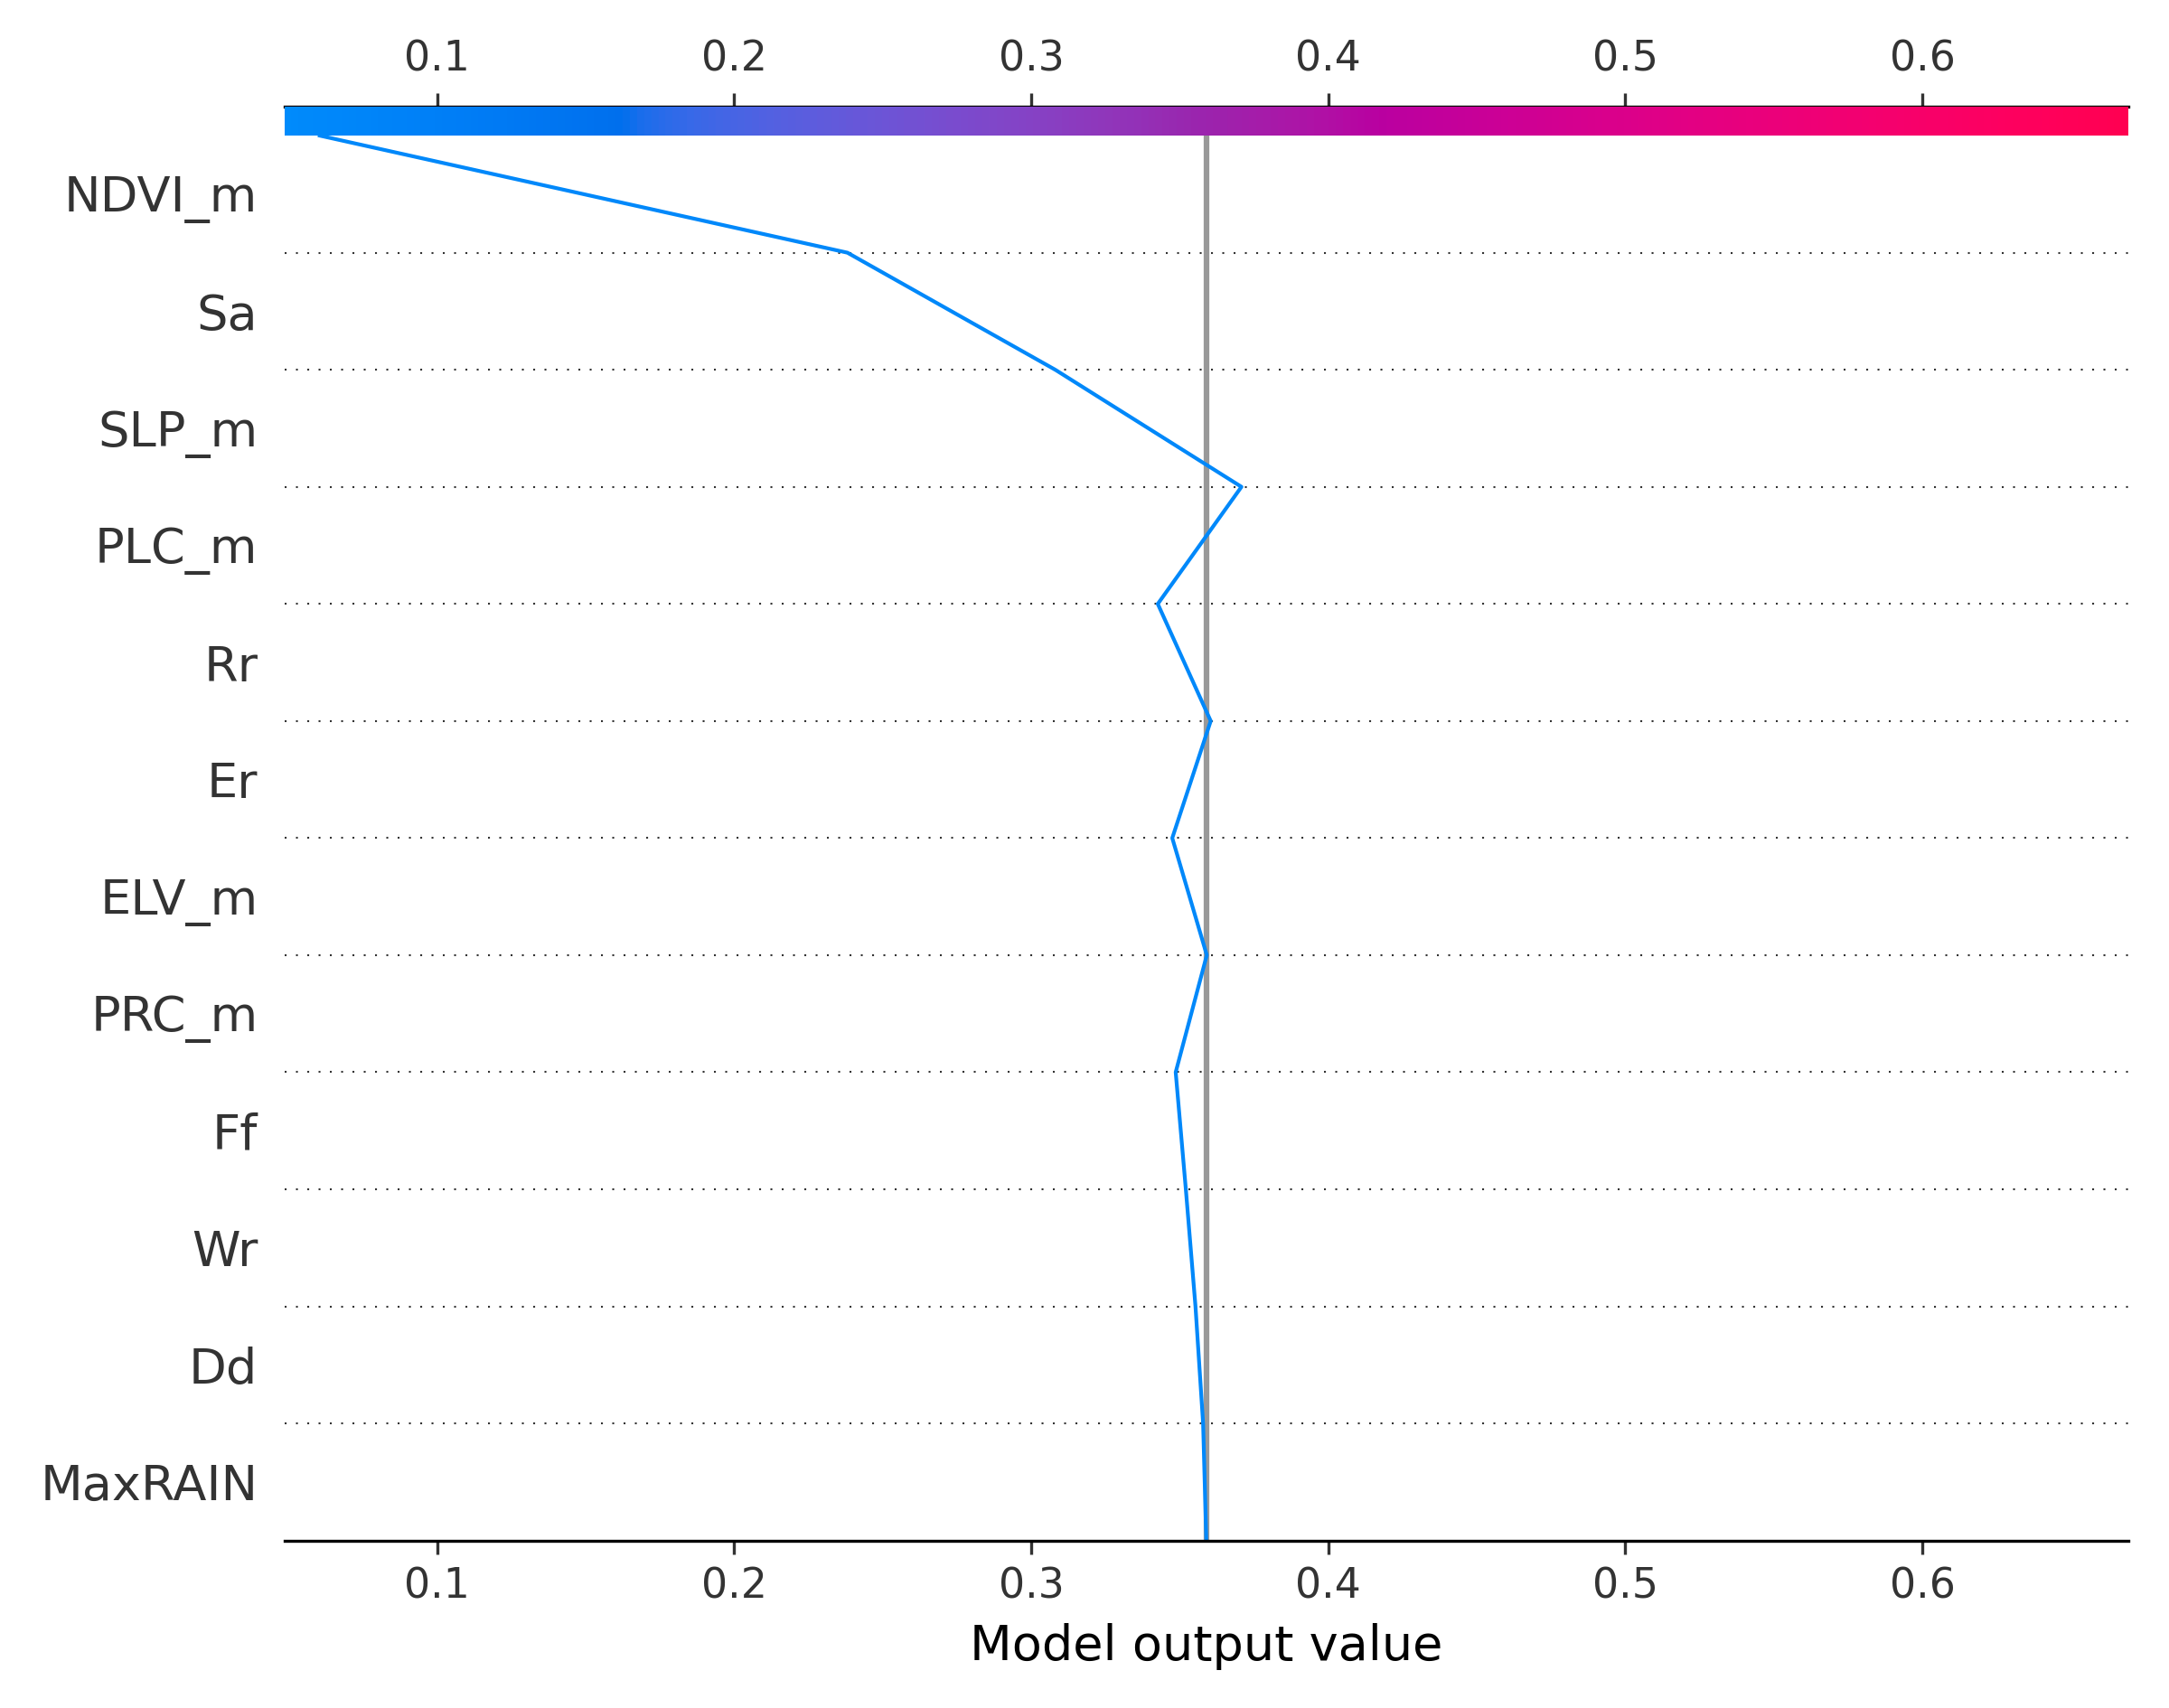 0.1 0.2 0.3 0.4 0.5 0.6
NDVI_m
Sa
SLP_m
PLC_m
Rr
Er
ELV_m
PRC_m
Ff
Wr
Dd
MaxRAIN
0.1 0.2 0.3 0.4 0.5 0.6
Model output value